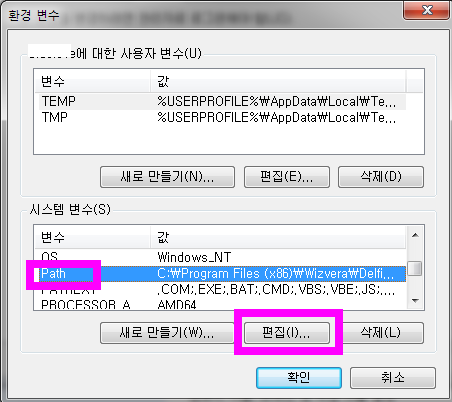 환경 변수
에 대한 사용자 변수(U)
변수 값
TEMP %USERPROFILE%₩AppData₩Local₩Te...
TMP %USERPROFILE%₩AppData₩Local₩Te...
새로 만들기(N)... 편집(E)... 삭제(D)
시스템 변수(S)
변수 값
OS Windows_NT
Path C:₩Program Files (x86)₩Wizvera₩Delfi...
PATHEXT .COM;.EXE;.BAT;.CMD;.VBS;.VBE;.JS;...
PROCESSOR_A... AMD64
새로 만들기(W)... 편집(I)... 삭제(L)
확인 취소